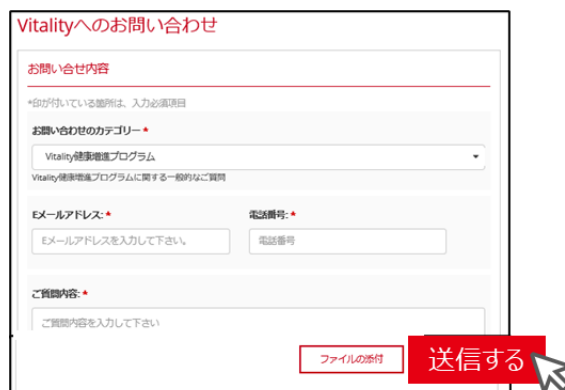 Vitalityへのお問い合わせ
お問い合せ内容
*印が付いている箇所は、入力必須項目
お問い合わせのカテゴリー *
Vitality健康増進プログラム
Vitality健康増進プログラムに関する一般的なご質問
Eメールアドレス: * 電話番号: *
Eメールアドレスを入力して下さい。 電話番号
ご質問内容: *
ご質問内容を入力して下さい
ファイルの添付 送信する